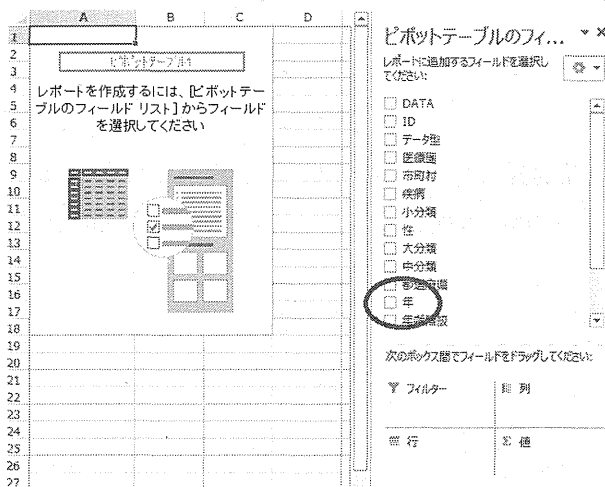 A B C D
1
2
3
4
5
6
7
8
9
10
11
12
13
14
15
16
17
18
19
20
21
22
23
24
25
26
27
ピボットテーブル1
レポートを作成するには、[ピボットテー
ブルのフィールド リスト] からフィールド
を選択してください
ピボットテーブルのフィ...
レポートに追加するフィールドを選択し
てください:
DATA
ID
データ型
医療圏
市町村
疾病
小分類
性
大分類
中分類
都道府県
年
年齢階級
次のボックス間でフィールドをドラッグしてください:
フィルター
列
行
Σ 値